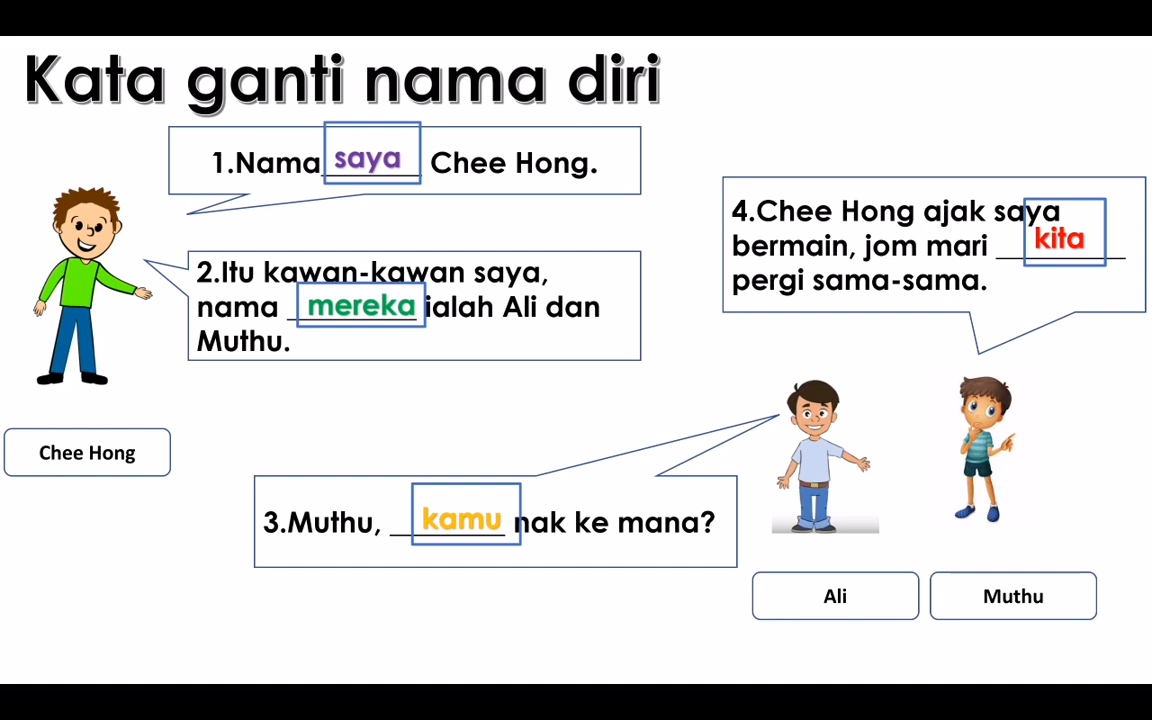 Kata ganti nama diri
1.Nama saya Chee Hong.
2.Itu kawan-kawan saya,
nama mereka ialah Ali dan
Muthu.
4.Chee Hong ajak saya
bermain, jom mari kita
pergi sama-sama.
Chee Hong
3.Muthu, kamu nak ke mana?
Ali
Muthu